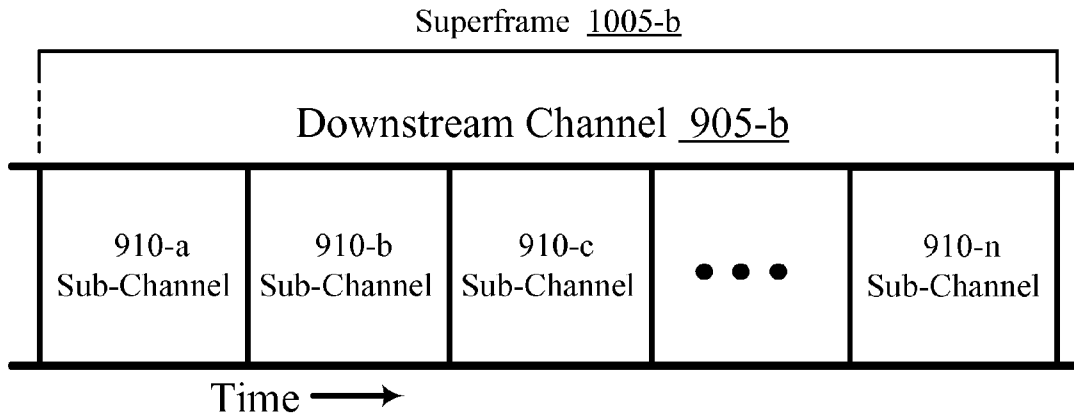 Superframe 1005-b
Downstream Channel 905-b
910-a
Sub-Channel
910-b
Sub-Channel
910-c
Sub-Channel
910-n
Sub-Channel
Time